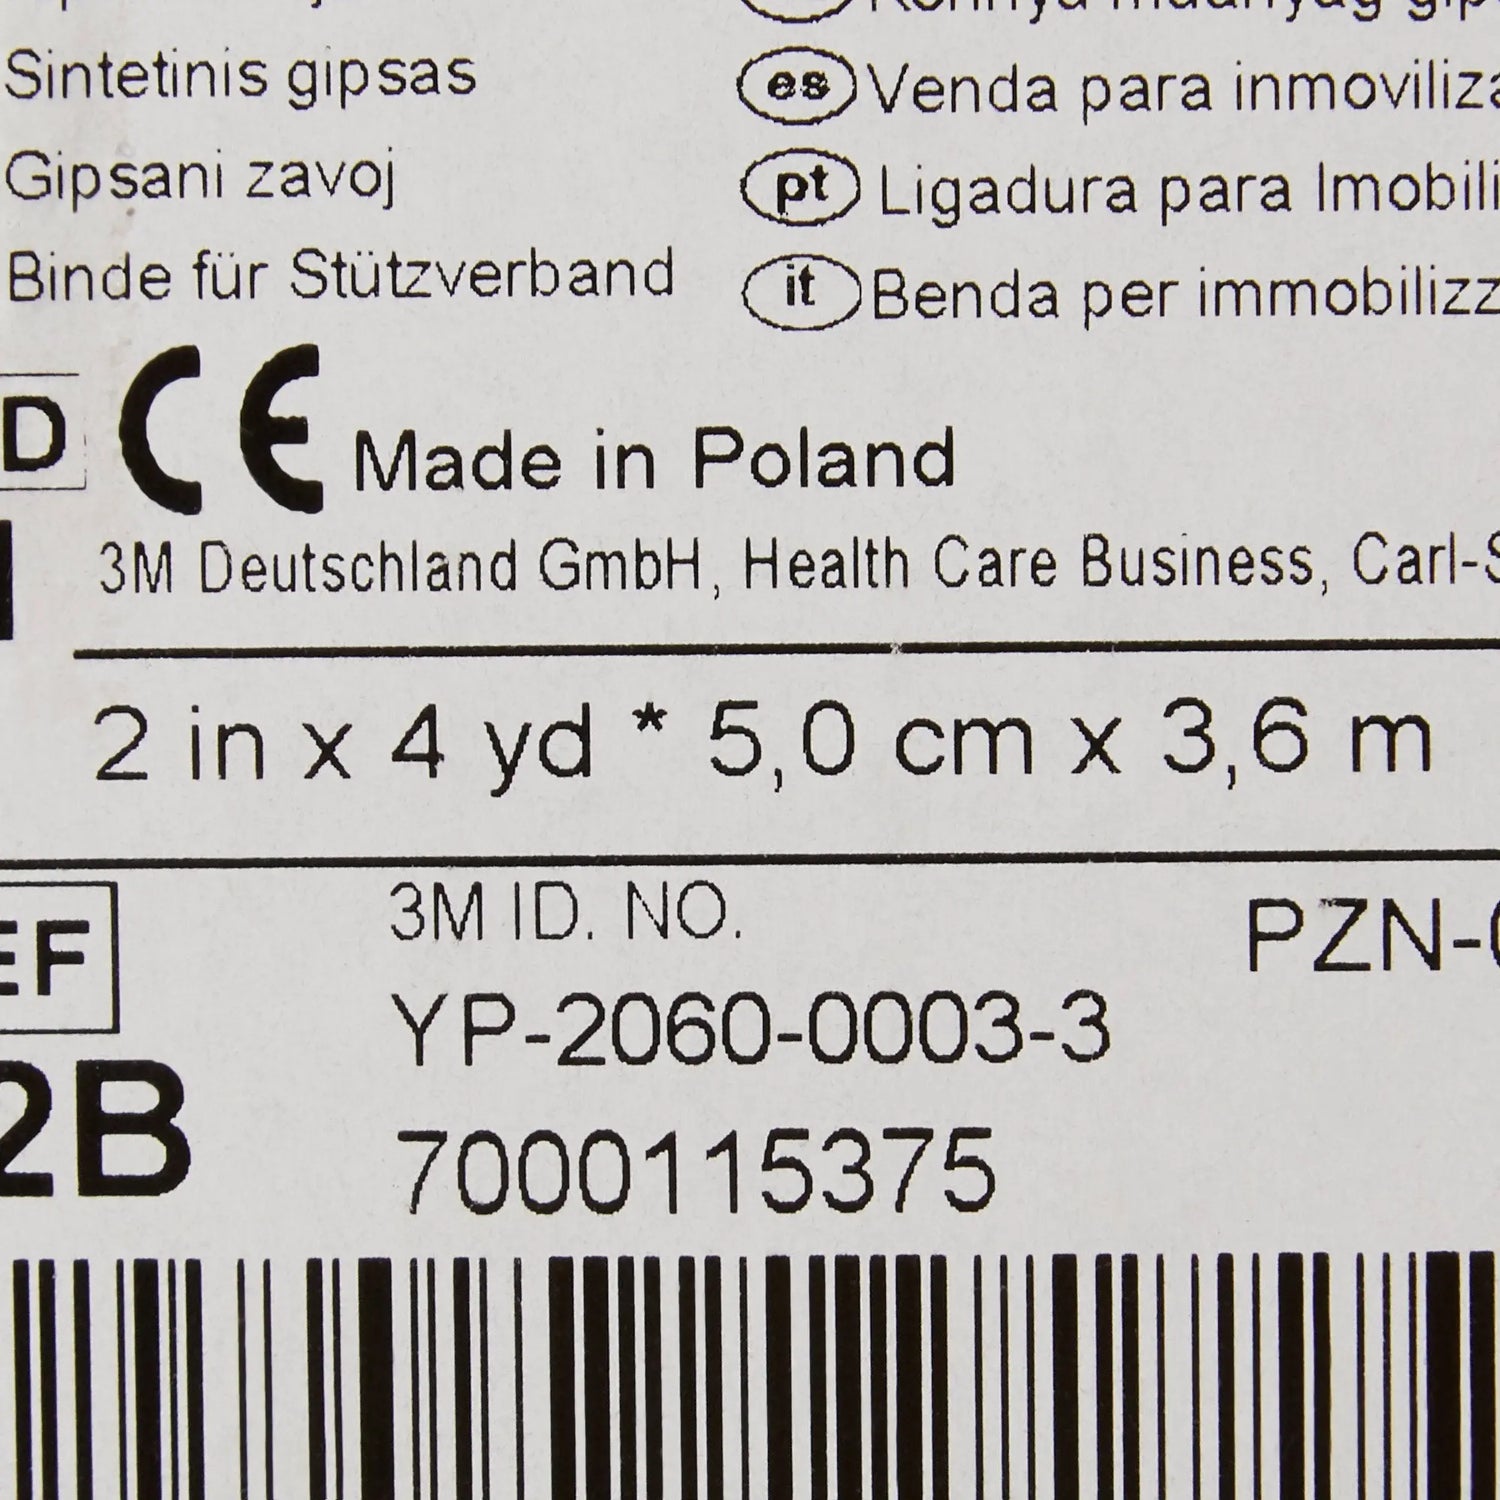 Sintetinis gipsas
es Venda para inmoviliza
Gipsani zavoj
pt Ligadura para Imobili
Binde für Stützverband
it Benda per immobilizz
D CE Made in Poland
3M Deutschland GmbH, Health Care Business, Carl-S
2 in x 4 yd * 5,0 cm x 3,6 m
EF
3M ID. NO.
PZN-0
YP-2060-0003-3
2B
7000115375